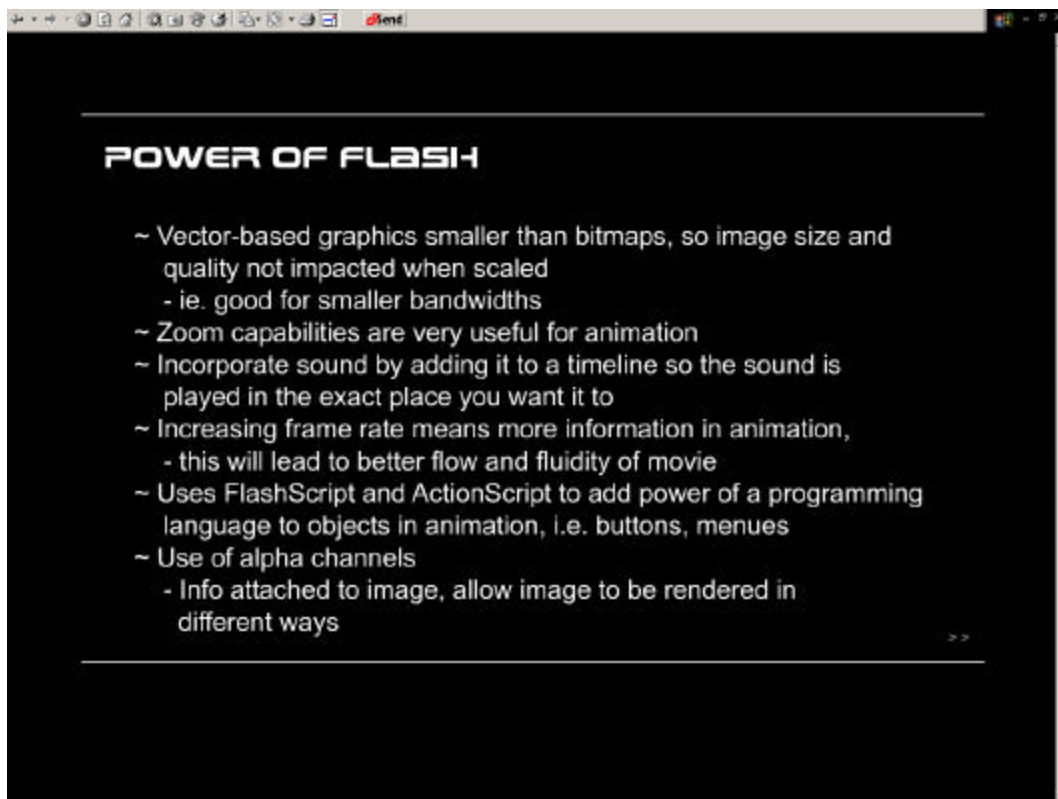 Send
POWER OF FLASH
~ Vector-based graphics smaller than bitmaps, so image size and
quality not impacted when scaled
- ie. good for smaller bandwidths
~ Zoom capabilities are very useful for animation
~ Incorporate sound by adding it to a timeline so the sound is
played in the exact place you want it to
~ Increasing frame rate means more information in animation,
- this will lead to better flow and fluidity of movie
~ Uses FlashScript and ActionScript to add power of a programming
language to objects in animation, i.e. buttons, menues
~ Use of alpha channels
- Info attached to image, allow image to be rendered in
different ways
>>